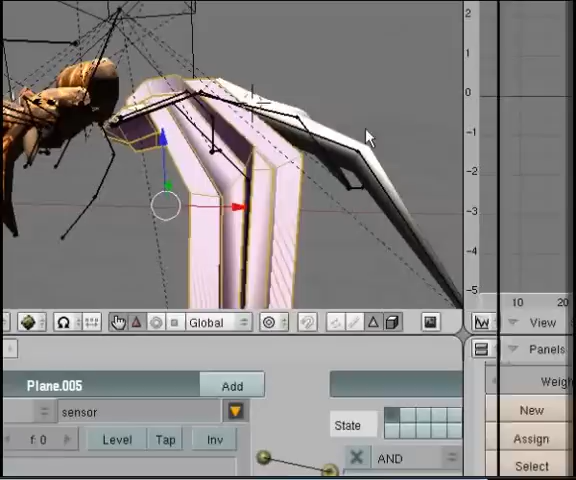 2
1
0
-1
-2
-3
-4
-5
10 20
Global
View
Panels
Plane.005 Add
Weigh
sensor
New
State
f: 0 Level Tap Inv
Assign
AND
Select